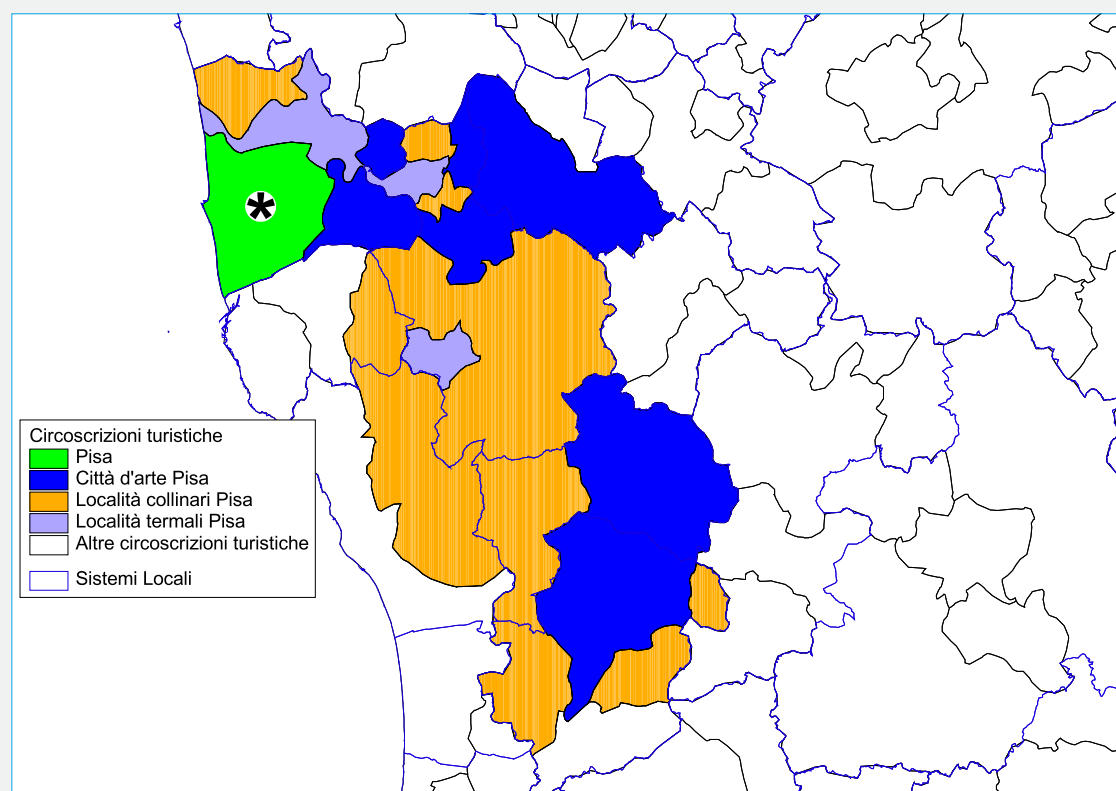 Circoscrizioni turistiche
Pisa
Città d'arte Pisa
Località collinari Pisa
Località termali Pisa
Altre circoscrizioni turistiche
Sistemi Locali